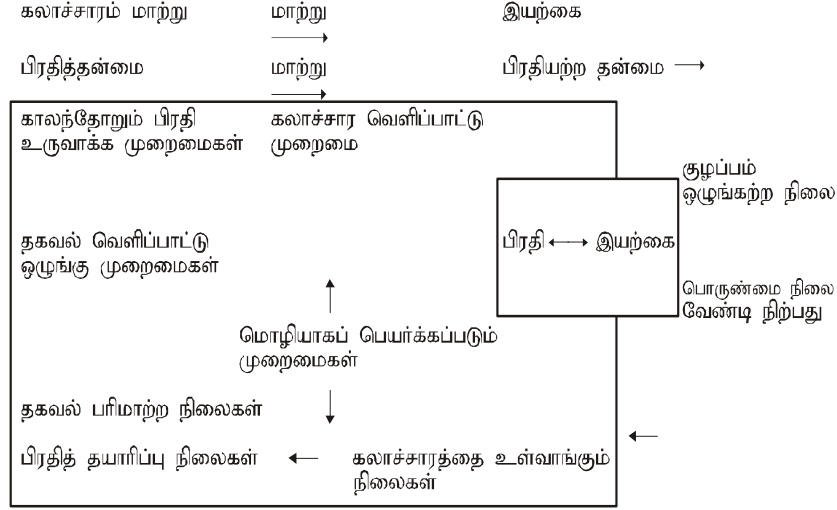 கலாச்சாரம் மாற்று மாற்று இயற்கை
பிரதித்தன்மை மாற்று பிரதியற்ற தன்மை
காலந்தோறும் பிரதி
உருவாக்க முறைமைகள்
கலாச்சார வெளிப்பாட்டு
முறைமை
குழப்பம்
ஒழுங்கற்ற நிலை
தகவல் வெளிப்பாட்டு
ஒழுங்கு முறைமைகள்
பிரதி இயற்கை
பொருண்மை நிலை
வேண்டி நிற்பது
மொழியாகப் பெயர்க்கப்படும்
முறைமைகள்
தகவல் பரிமாற்ற நிலைகள்
பிரதித் தயாரிப்பு நிலைகள்
கலாச்சாரத்தை உள்வாங்கும்
நிலைகள்